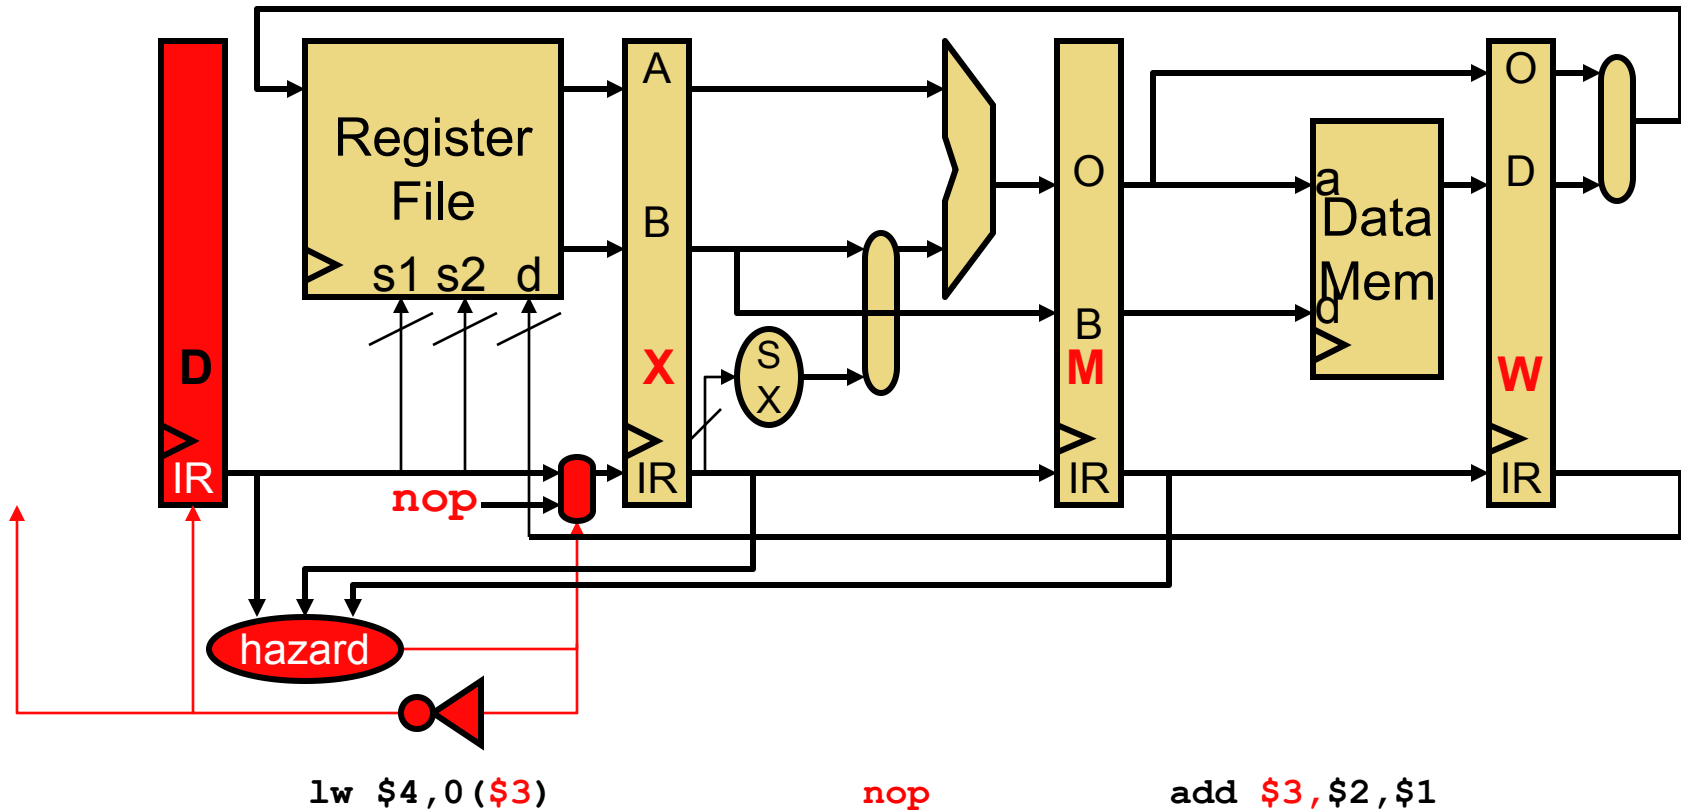 A
O
Register
File
O
D
B
a
Data
Mem
d
s1 s2 d
B
S
X
D
X
M
W
IR
IR
IR
IR
nop
hazard
lw $4,0($3)
nop
add $3,$2,$1